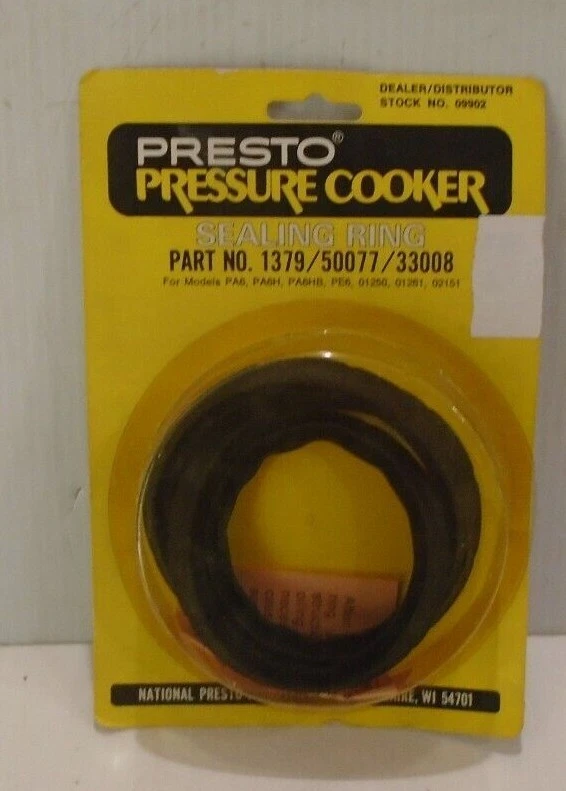 DEALER/DISTRIBUTOR
STOCK NO. 09902
PRESTO®
PRESSURE COOKER
SEALING RING
PART NO. 1379/50077/33008
For Models PA6, PA6H, PA6HB, PE6, 01250, 01261, 02151
NATIONAL PRESTO WI 54701